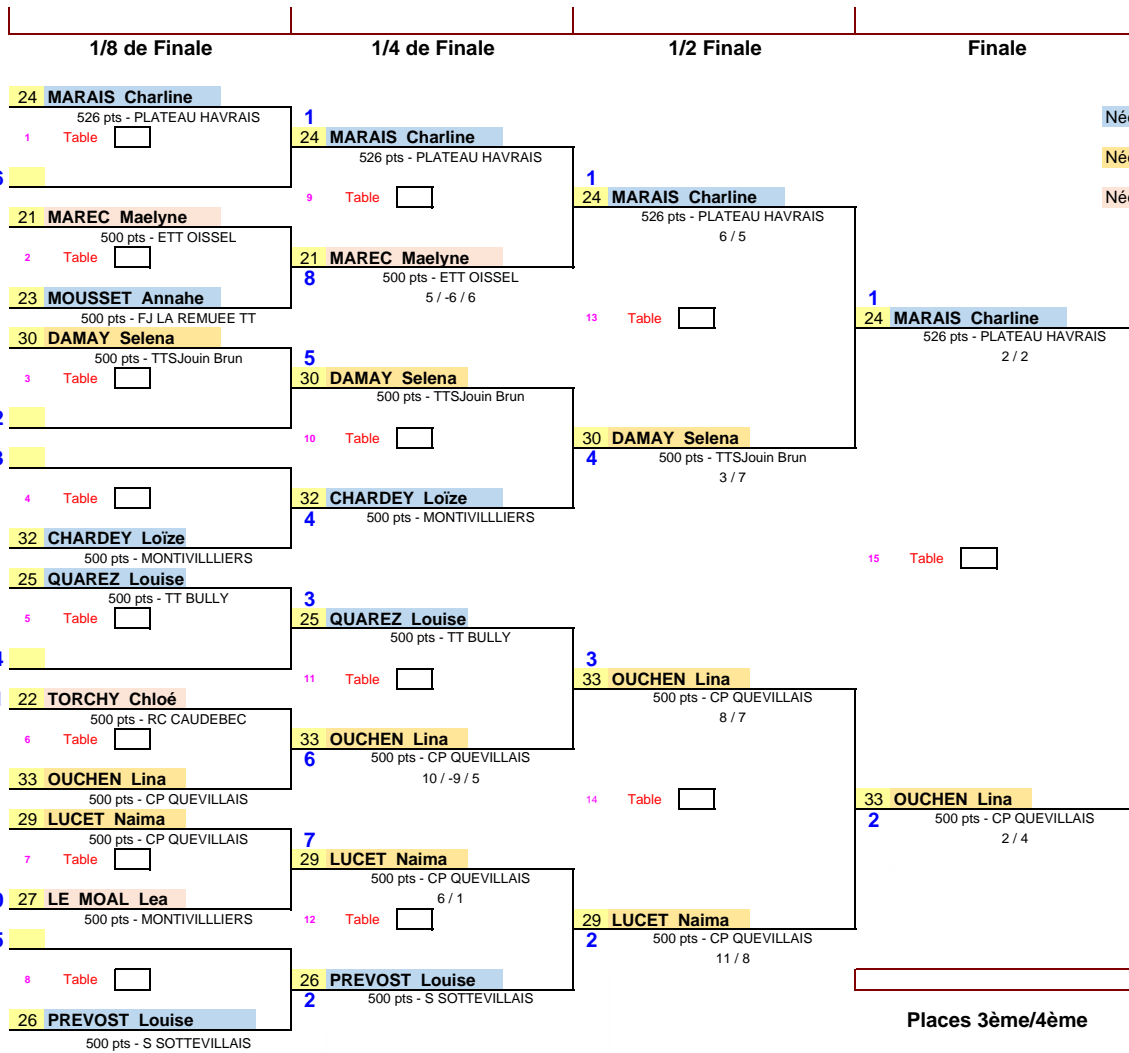 1/8 de Finale
1/4 de Finale
1/2 Finale
Finale
24 MARAIS Charline
526 pts - PLATEAU HAVRAIS
1 Table
21 MAREC Maelyne
500 pts - ETT OISSEL
2 Table
23 MOUSSET Annahe
500 pts - FJ LA REMUEE TT
30 DAMAY Selena
500 pts - TTSJouin Brun
3 Table
4 Table
32 CHARDEY Loïze
500 pts - MONTIVILLLIERS
25 QUAREZ Louise
500 pts - TT BULLY
5 Table
22 TORCHY Chloé
500 pts - RC CAUDEBEC
6 Table
33 OUCHEN Lina
500 pts - CP QUEVILLAIS
29 LUCET Naima
500 pts - CP QUEVILLAIS
7 Table
27 LE MOAL Lea
500 pts - MONTIVILLLIERS
8 Table
26 PREVOST Louise
500 pts - S SOTTEVILLAIS
1
24 MARAIS Charline
526 pts - PLATEAU HAVRAIS
9 Table
21 MAREC Maelyne
8 500 pts - ETT OISSEL
5 / -6 / 6
5
30 DAMAY Selena
500 pts - TTSJouin Brun
10 Table
32 CHARDEY Loïze
4 500 pts - MONTIVILLLIERS
3
25 QUAREZ Louise
500 pts - TT BULLY
11 Table
33 OUCHEN Lina
6 500 pts - CP QUEVILLAIS
10 / -9 / 5
7
29 LUCET Naima
500 pts - CP QUEVILLAIS
6 / 1
12 Table
26 PREVOST Louise
2 500 pts - S SOTTEVILLAIS
1
24 MARAIS Charline
526 pts - PLATEAU HAVRAIS
6 / 5
13 Table
30 DAMAY Selena
4 500 pts - TTSJouin Brun
3 / 7
3
33 OUCHEN Lina
500 pts - CP QUEVILLAIS
8 / 7
14 Table
29 LUCET Naima
2 500 pts - CP QUEVILLAIS
11 / 8
1
24 MARAIS Charline
526 pts - PLATEAU HAVRAIS
2 / 2
15 Table
33 OUCHEN Lina
2 500 pts - CP QUEVILLAIS
2 / 4
Places 3ème/4ème